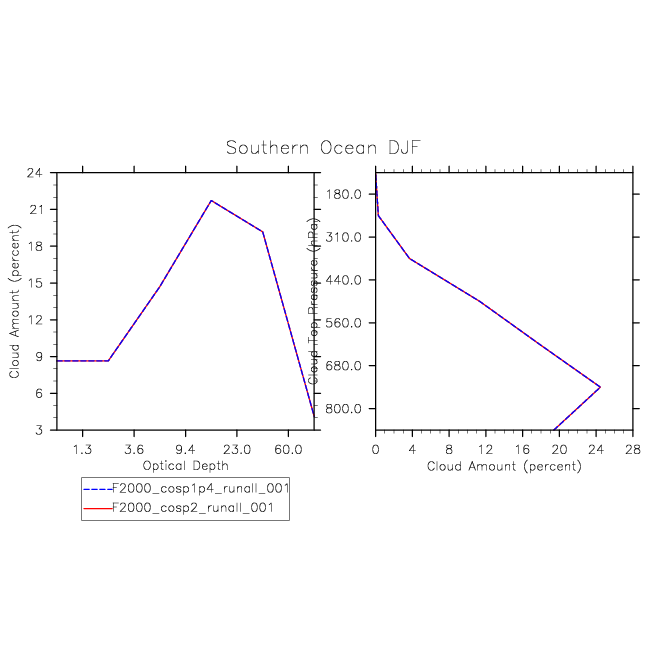 Southern Ocean DJF
24
21
18
15
12
9
6
3
Cloud Amount (percent)
1.3 3.6 9.4 23.0 60.0
Optical Depth
180.0
310.0
440.0
560.0
680.0
800.0
Cloud Top Pressure (hPa)
0 4 8 12 16 20 24 28
Cloud Amount (percent)
F2000_cosp1p4_runall_001
F2000_cosp2_runall_001